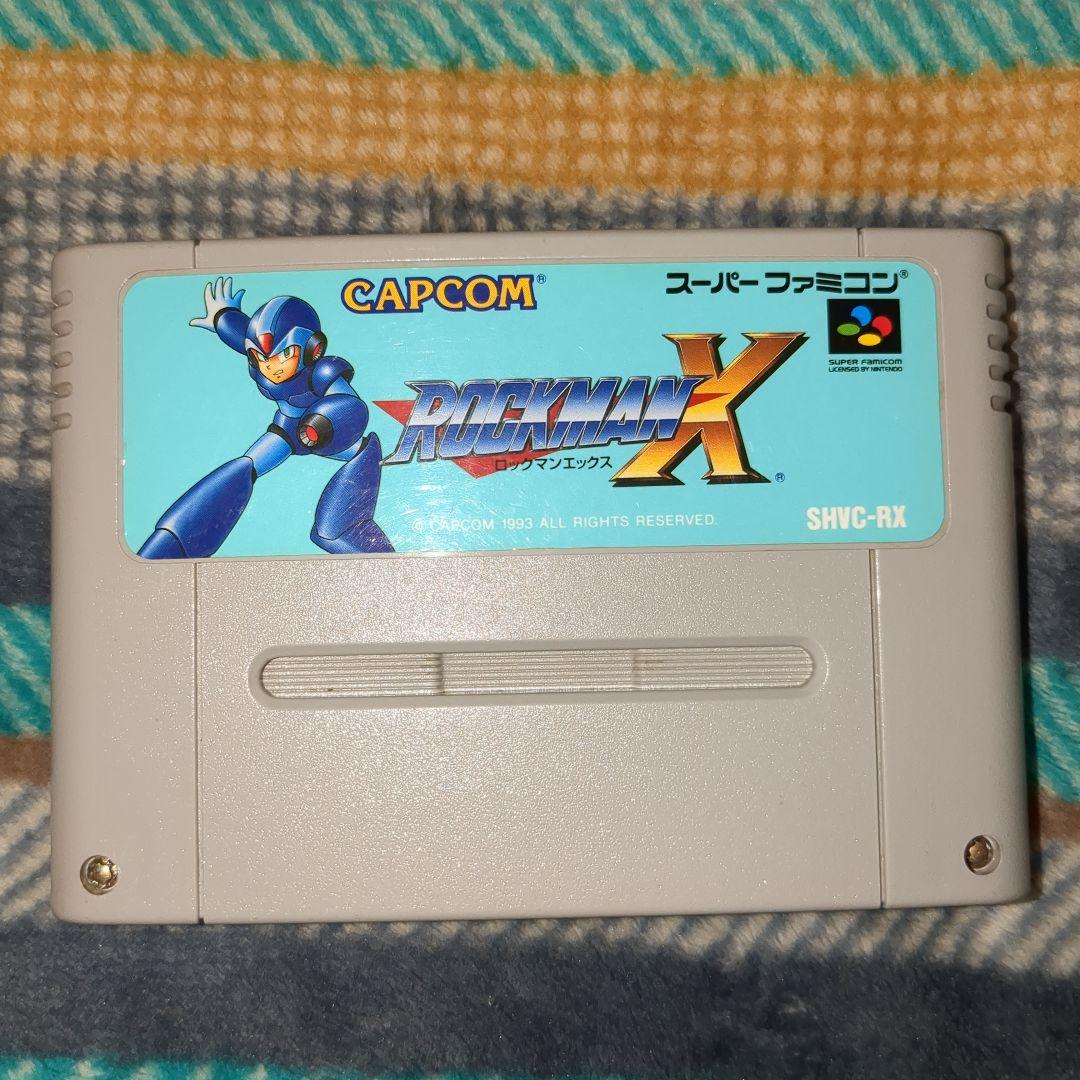 CAPCOM®
スーパーファミコン®
SUPER FAMICOM
LICENSED BY NINTENDO
ROCKMAN X®
ロックマンエックス
© CAPCOM 1993 ALL RIGHTS RESERVED.
SHVC-RX